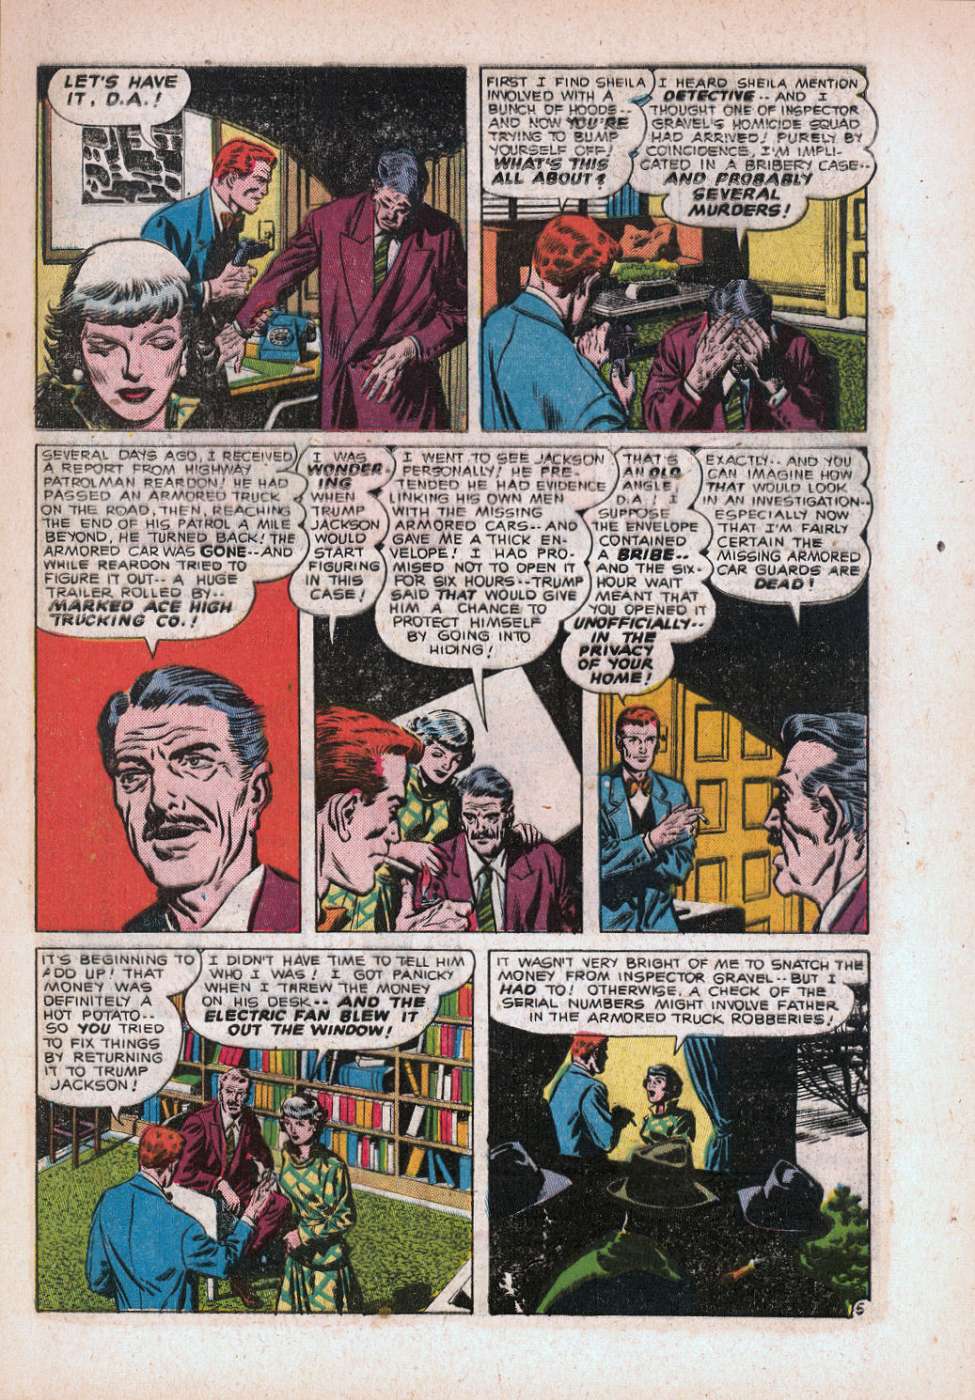 LET'S HAVE
IT, D.A.!
FIRST I FIND SHEILA
INVOLVED WITH A
BUNCH OF HOODS--
AND NOW YOU'RE
TRYING TO BUMP
YOURSELF OFF!
WHAT'S THIS
ALL ABOUT?
I HEARD SHEILA MENTION
DETECTIVE--AND I
THOUGHT ONE OF INSPECTOR
GRAVEL'S HOMICIDE SQUAD
HAD ARRIVED! PURELY BY
COINCIDENCE, I'M IMPLI-
CATED IN A BRIBERY CASE--
AND PROBABLY
SEVERAL
MURDERS!
SEVERAL DAYS AGO, I RECEIVED
A REPORT FROM HIGHWAY
PATROLMAN REARDON! HE HAD
PASSED AN ARMORED TRUCK
ON THE ROAD, THEN, REACHING
THE END OF HIS PATROL A MILE
BEYOND, HE TURNED BACK! THE
ARMORED CAR WAS GONE--AND
WHILE REARDON TRIED TO
FIGURE IT OUT-- A HUGE
TRAILER ROLLED BY--
MARKED ACE HIGH
TRUCKING CO.!
I WAS
WONDER-
ING
WHEN
TRUMP
JACKSON
WOULD
START
FIGURING
IN THIS
CASE!
I WENT TO SEE JACKSON
PERSONALLY! HE PRE-
TENDED HE HAD EVIDENCE
LINKING HIS OWN MEN
WITH THE MISSING
ARMORED CARS--AND
GAVE ME A THICK EN-
VELOPE! I HAD PRO-
MISED NOT TO OPEN IT
FOR SIX HOURS--TRUMP
SAID THAT WOULD GIVE
HIM A CHANCE TO
PROTECT HIMSELF
BY GOING INTO
HIDING!
THAT'S
AN OLD
ANGLE,
D.A.! I
SUPPOSE
THE ENVELOPE
CONTAINED
A BRIBE--
AND THE SIX-
HOUR WAIT
MEANT THAT
YOU OPENED IT
UNOFFICIALLY--
IN THE
PRIVACY
OF YOUR
HOME!
EXACTLY-- AND YOU
CAN IMAGINE HOW
THAT WOULD LOOK
IN AN INVESTIGATION--
ESPECIALLY NOW
THAT I'M FAIRLY
CERTAIN THE
MISSING ARMORED
CAR GUARDS ARE
DEAD!
IT'S BEGINNING TO
ADD UP! THAT
MONEY WAS
DEFINITELY A
HOT POTATO--
SO YOU TRIED
TO FIX THINGS
BY RETURNING
IT TO TRUMP
JACKSON!
I DIDN'T HAVE TIME TO TELL HIM
WHO I WAS! I GOT PANICKY
WHEN I THREW THE MONEY
ON HIS DESK-- AND THE
ELECTRIC FAN BLEW IT
OUT THE WINDOW!
IT WASN'T VERY BRIGHT OF ME TO SNATCH THE
MONEY FROM INSPECTOR GRAVEL--BUT I
HAD TO! OTHERWISE, A CHECK OF THE
SERIAL NUMBERS MIGHT INVOLVE FATHER
IN THE ARMORED TRUCK ROBBERIES!
5